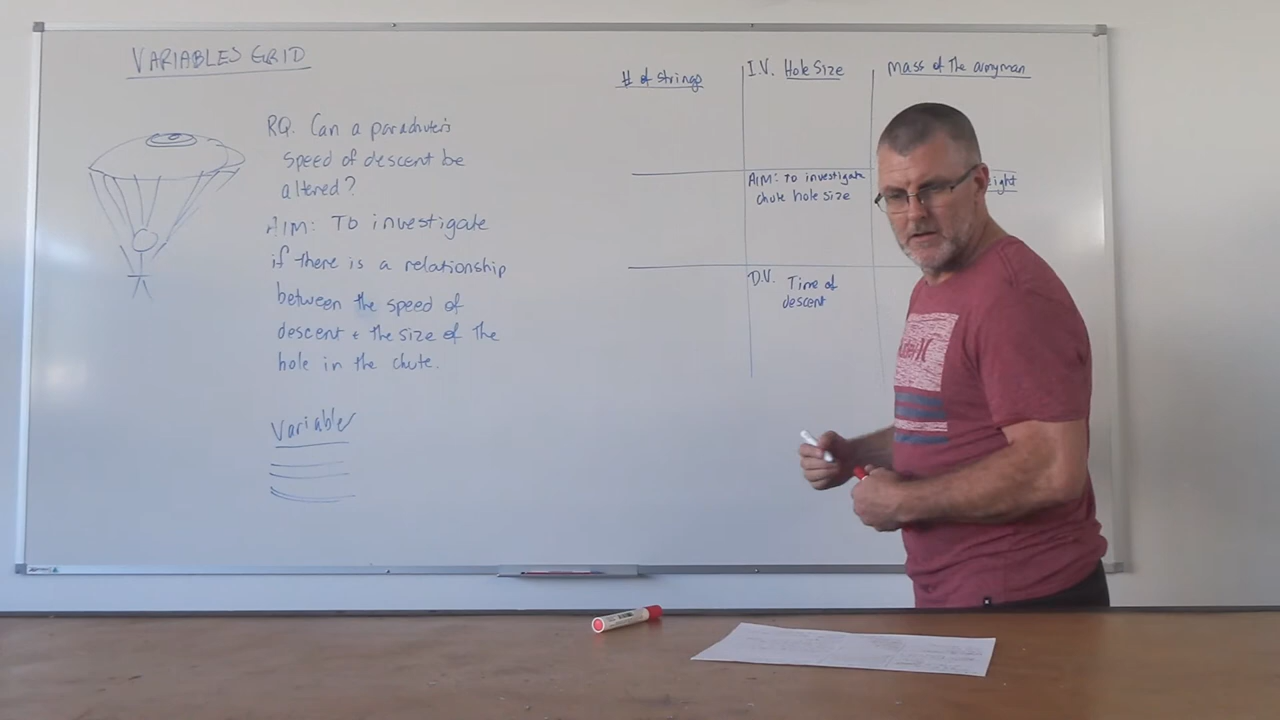 VARIABLES GRID
RQ. Can a parachute's
speed of descent be
altered?
AIM: To investigate
if there is a relationship
between the speed of
descent + the size of the
hole in the chute.
Variables
# of strings
I.V. Hole Size
Mass of The armyman
AIM: To investigate
chute hole size
ight
D.V. Time of
descent